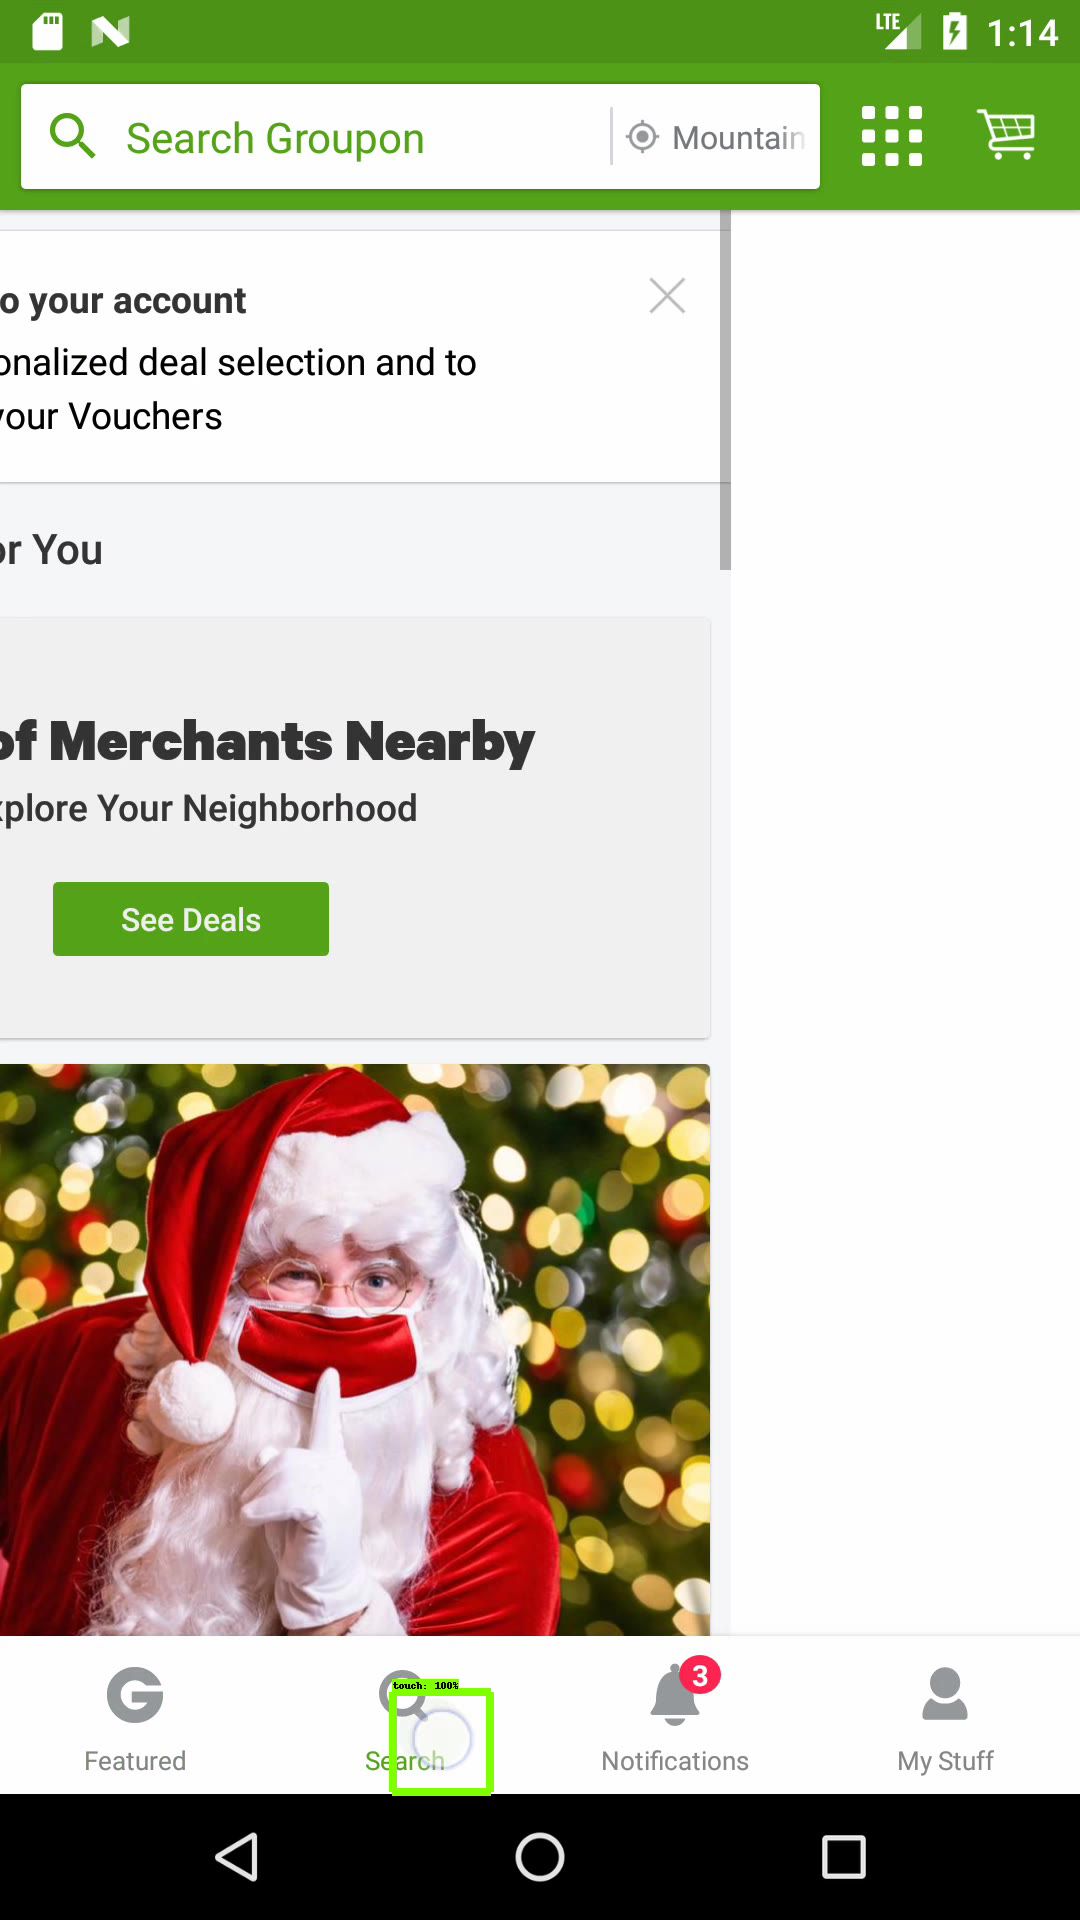 LTE 1:14
Search Groupon Mountain
o your account
onalized deal selection and to
your Vouchers
or You
of Merchants Nearby
xplore Your Neighborhood
See Deals
touch: 100%
3
Featured Search Notifications My Stuff